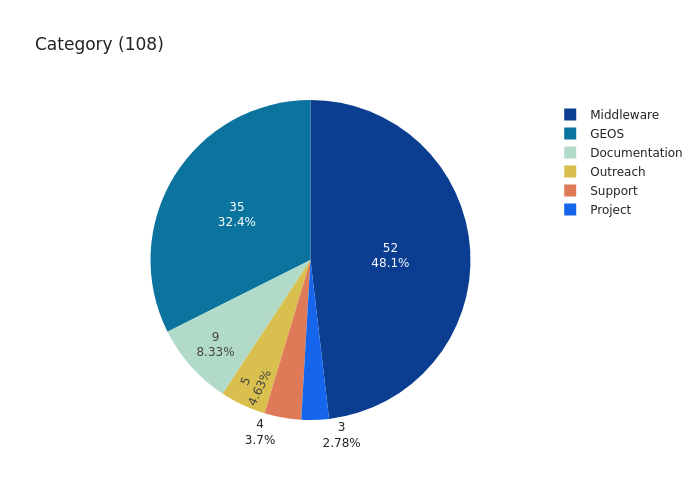 Category (108)
Middleware
GEOS
Documentation
Outreach
Support
Project
35
32.4%
52
48.1%
9
8.33%
5
4.63%
4
3.7%
3
2.78%